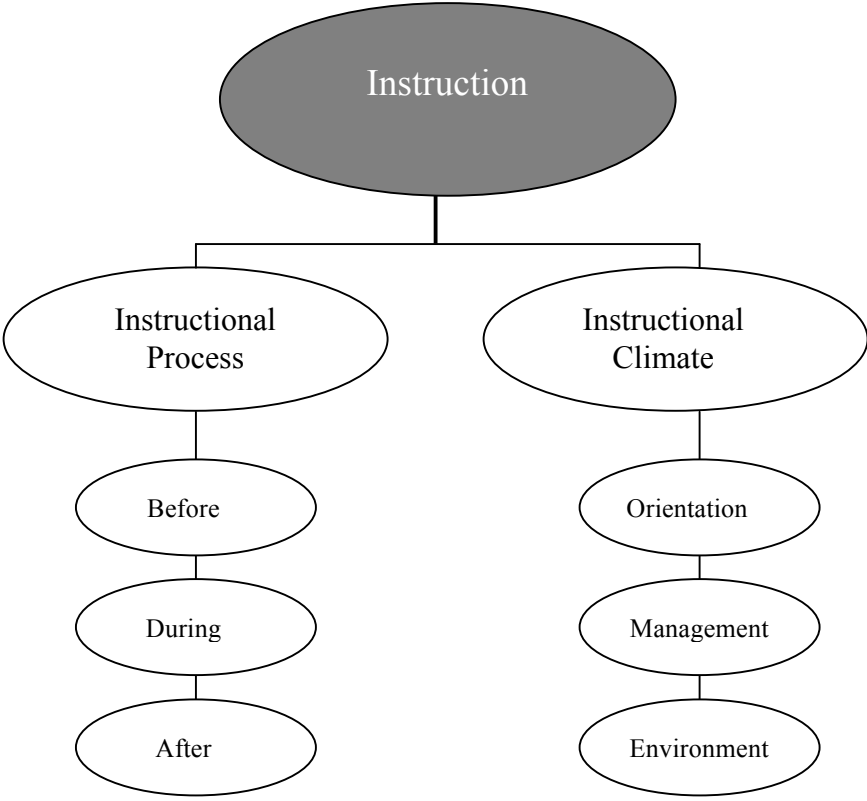 Instruction
Instructional
Process
Instructional
Climate
Before
Orientation
During
Management
After
Environment